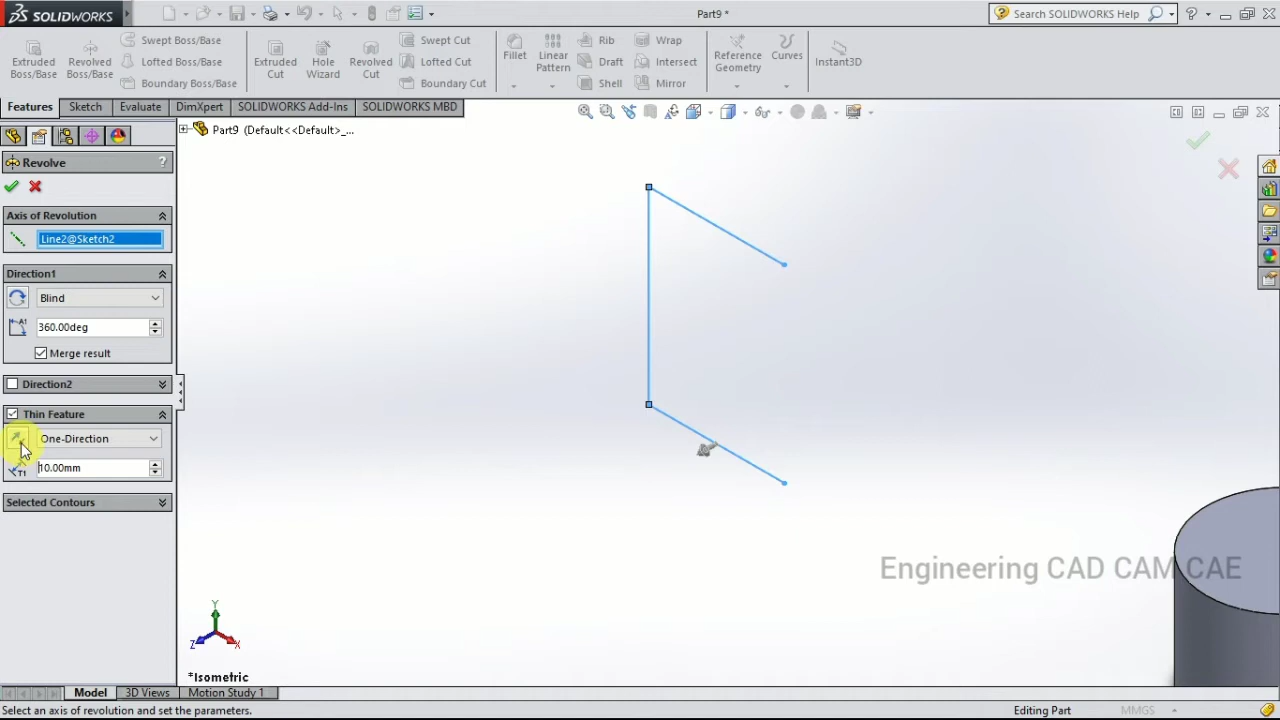 SOLIDWORKS
Part9 *
Search SOLIDWORKS Help
Extruded Boss/Base
Revolved Boss/Base
Swept Boss/Base
Lofted Boss/Base
Boundary Boss/Base
Extruded Cut
Hole Wizard
Revolved Cut
Swept Cut
Lofted Cut
Boundary Cut
Fillet
Linear Pattern
Rib
Draft
Shell
Wrap
Intersect
Mirror
Reference Geometry
Curves
Instant3D
Features
Sketch
Evaluate
DimXpert
SOLIDWORKS Add-Ins
SOLIDWORKS MBD
Part9 (Default<<Default>_...
Revolve
?
Axis of Revolution
Line2@Sketch2
Direction1
Blind
A1
360.00deg
Merge result
Direction2
Thin Feature
One-Direction
T1
10.00mm
Selected Contours
Engineering CAD CAM CAE
Y
Z
X
*Isometric
Model
3D Views
Motion Study 1
Select an axis of revolution and set the parameters.
Editing Part
MMGS